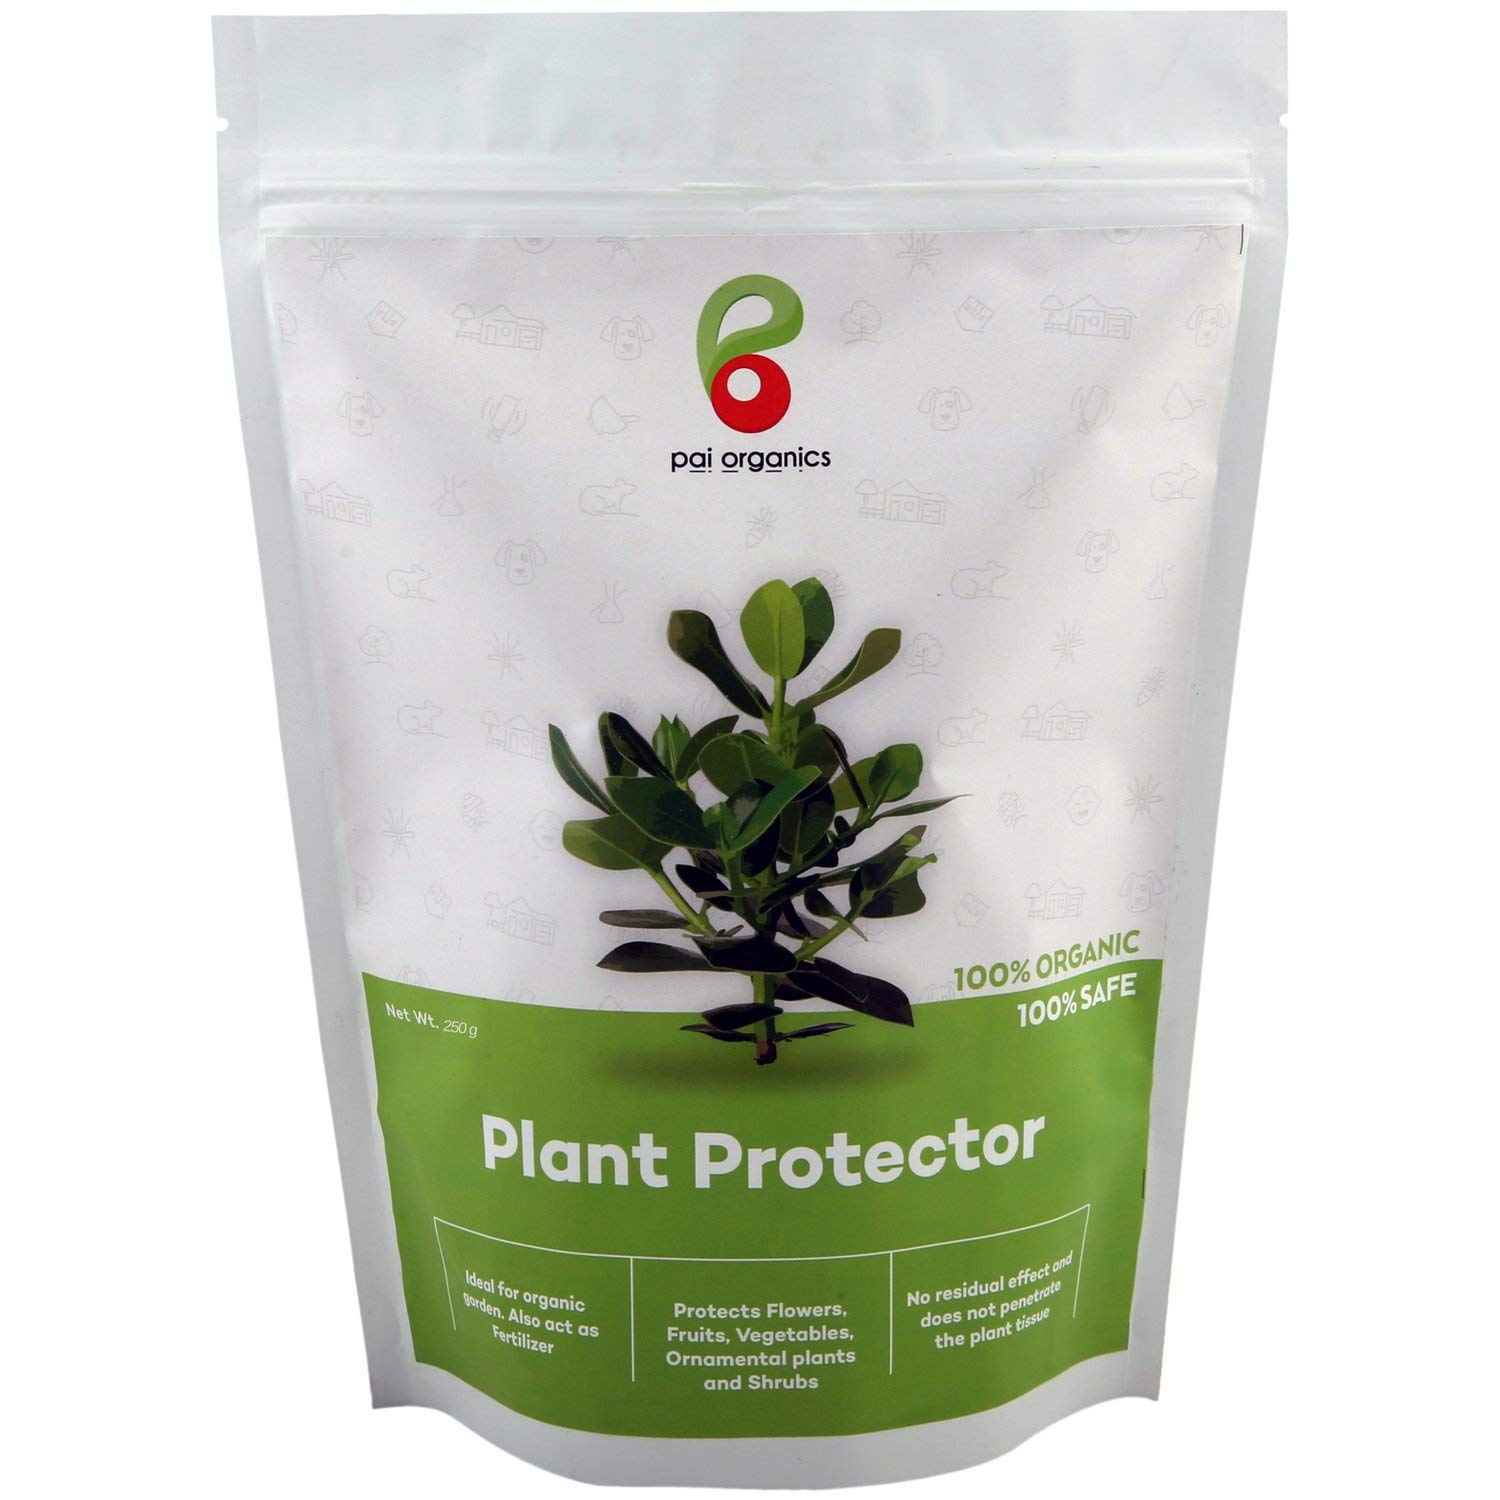 pai organics
100% ORGANIC
100% SAFE
Net Wt. 250 g
Plant Protector
Ideal for organic
garden. Also act as
Fertilizer
Protects Flowers,
Fruits, Vegetables,
Ornamental plants
and Shrubs
No residual effect and
does not penetrate
the plant tissue